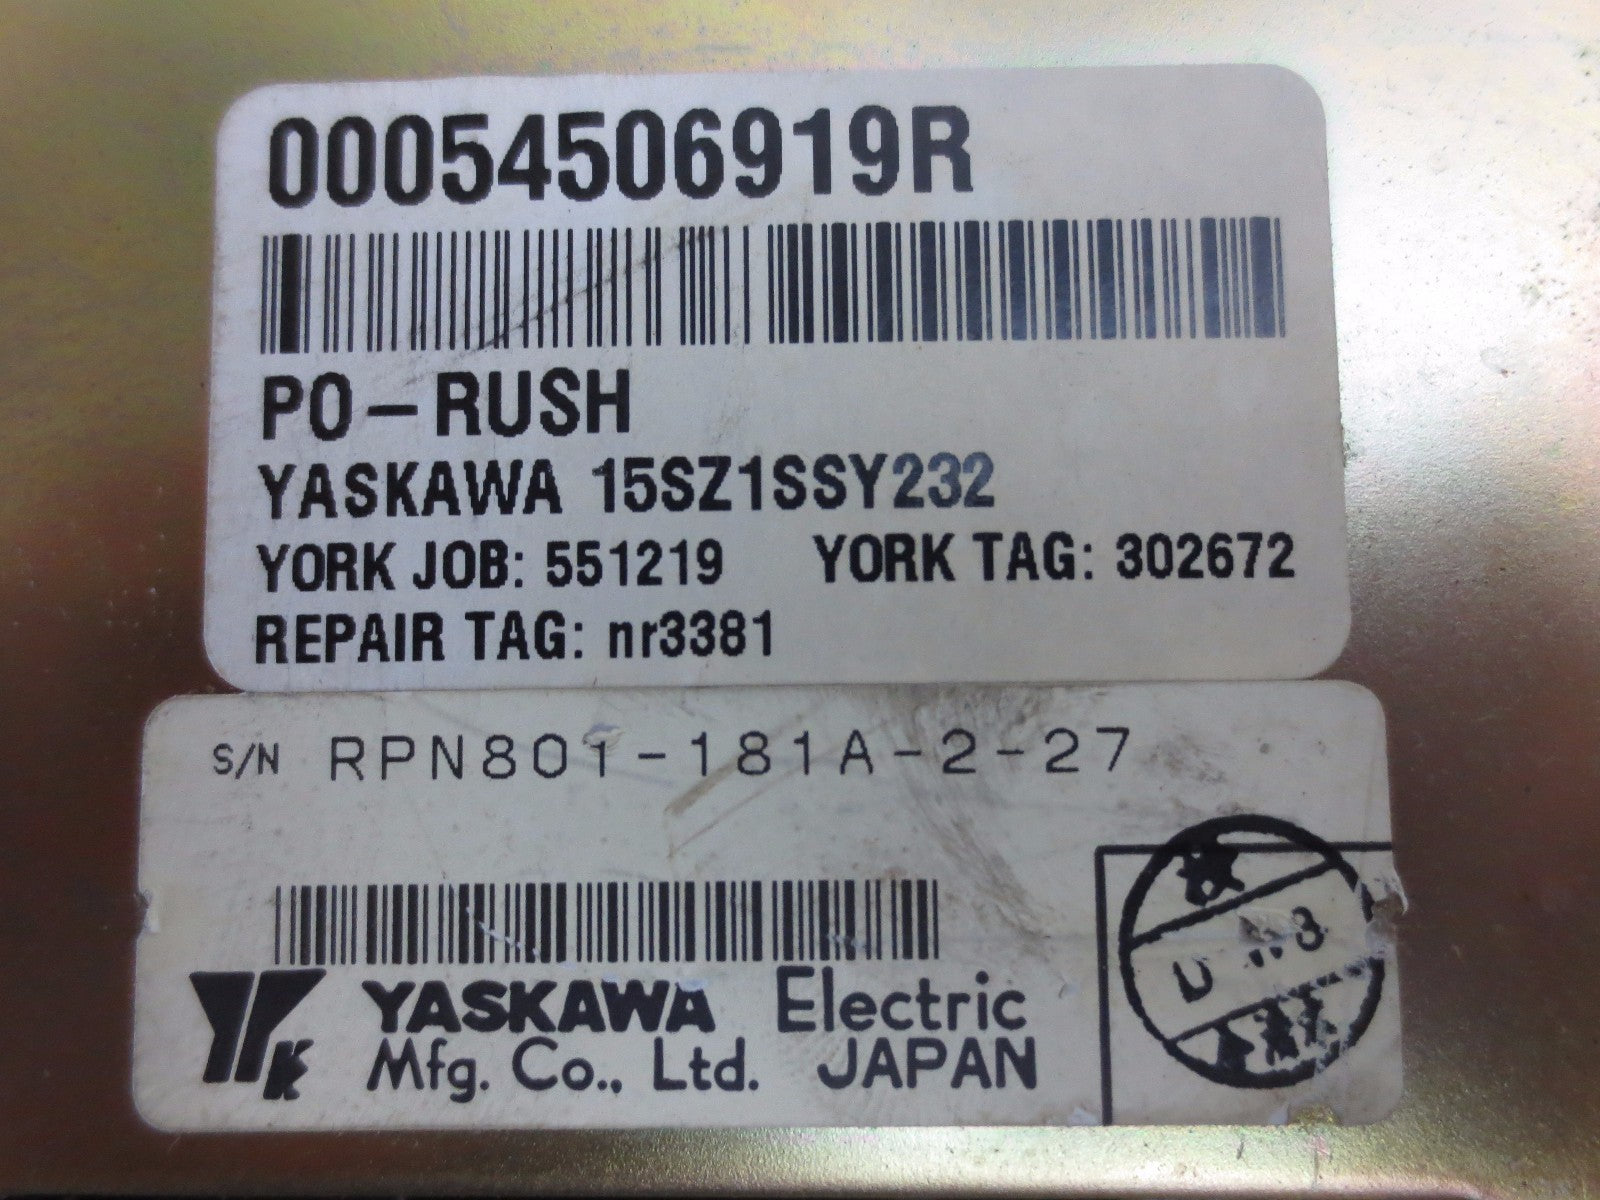 00054506919R
PO-RUSH
YASKAWA 15SZ1SSY232
YORK JOB: 551219 YORK TAG: 302672
REPAIR TAG: nr3381
S/N RPN801-181A-2-27
YK YASKAWA Electric
Mfg. Co., Ltd. JAPAN